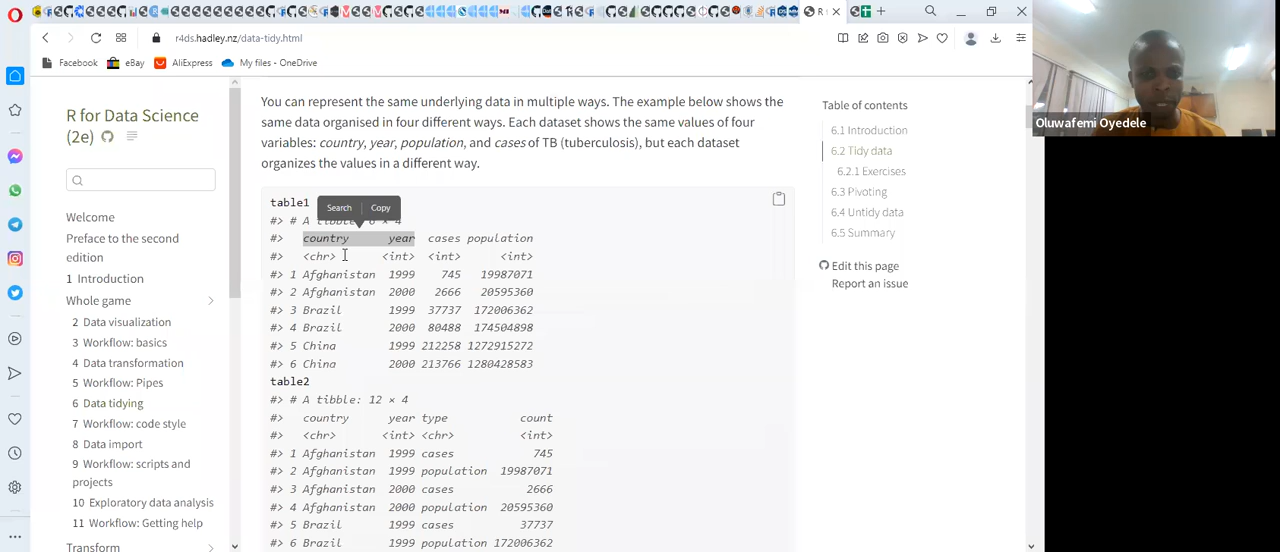 R
r4ds.hadley.nz/data-tidy.html
Facebook eBay AliExpress My files - OneDrive
R for Data Science
(2e)
Welcome
Preface to the second
edition
1 Introduction
Whole game
2 Data visualization
3 Workflow: basics
4 Data transformation
5 Workflow: Pipes
6 Data tidying
7 Workflow: code style
8 Data import
9 Workflow: scripts and
projects
10 Exploratory data analysis
11 Workflow: Getting help
Transform
You can represent the same underlying data in multiple ways. The example below shows the
same data organised in four different ways. Each dataset shows the same values of four
variables: country, year, population, and cases of TB (tuberculosis), but each dataset
organizes the values in a different way.
table1
Search Copy
#> # A tibble: 6 × 4
#> country year cases population
#> <chr> <int> <int> <int>
#> 1 Afghanistan 1999 745 19987071
#> 2 Afghanistan 2000 2666 20595360
#> 3 Brazil 1999 37737 172006362
#> 4 Brazil 2000 80488 174504898
#> 5 China 1999 212258 1272915272
#> 6 China 2000 213766 1280428583
table2
#> # A tibble: 12 × 4
#> country year type count
#> <chr> <int> <chr> <int>
#> 1 Afghanistan 1999 cases 745
#> 2 Afghanistan 1999 population 19987071
#> 3 Afghanistan 2000 cases 2666
#> 4 Afghanistan 2000 population 20595360
#> 5 Brazil 1999 cases 37737
#> 6 Brazil 1999 population 172006362
Table of contents
6.1 Introduction
6.2 Tidy data
6.2.1 Exercises
6.3 Pivoting
6.4 Untidy data
6.5 Summary
Edit this page
Report an issue
Oluwafemi Oyedele